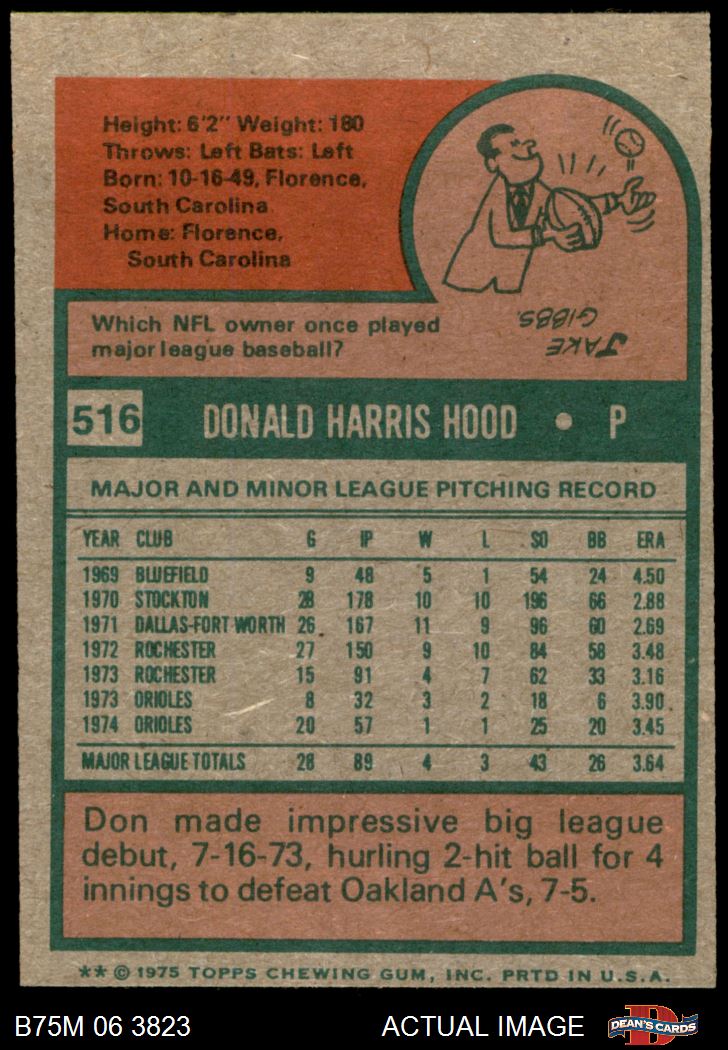 Height: 6'2" Weight: 180
Throws: Left Bats: Left
Born: 10-16-49, Florence,
South Carolina
Home: Florence,
South Carolina
Which NFL owner once played
major league baseball?
JAKE
GIBBS.
516 DONALD HARRIS HOOD • P
MAJOR AND MINOR LEAGUE PITCHING RECORD
YEAR CLUB G IP W L SO BB ERA
1969 BLUEFIELD 9 48 5 1 54 24 4.50
1970 STOCKTON 28 178 10 10 196 66 2.88
1971 DALLAS-FORT WORTH 26 167 11 9 96 60 2.69
1972 ROCHESTER 27 150 9 10 84 58 3.48
1973 ROCHESTER 15 91 4 7 62 33 3.16
1973 ORIOLES 8 32 3 2 18 6 3.90
1974 ORIOLES 20 57 1 1 25 20 3.45
MAJOR LEAGUE TOTALS 28 89 4 3 43 26 3.64
Don made impressive big league
debut, 7-16-73, hurling 2-hit ball for 4
innings to defeat Oakland A's, 7-5.
** © 1975 TOPPS CHEWING GUM, INC. PRTD IN U.S.A.
B75M 06 3823 ACTUAL IMAGE D DEAN'S CARDS